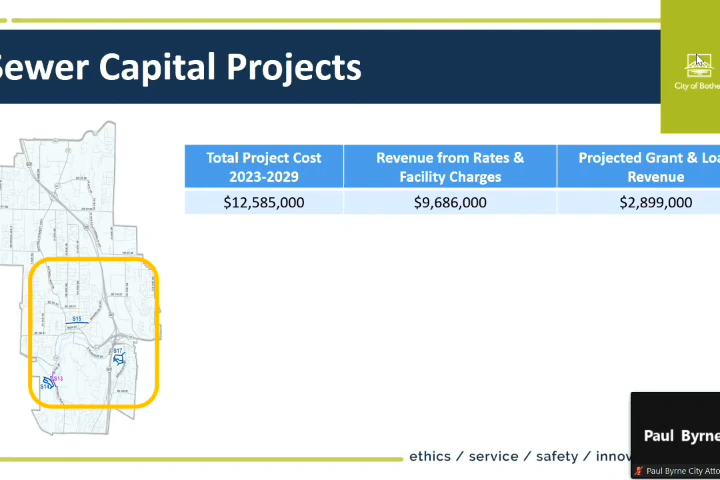 Sewer Capital Projects
City of Bothe
Total Project Cost
2023-2029
Revenue from Rates &
Facility Charges
Projected Grant & Loa
Revenue
$12,585,000
$9,686,000
$2,899,000
S15
S17
S13
S14
ethics / service / safety / innov
Paul Byrne
Paul Byrne City Atto